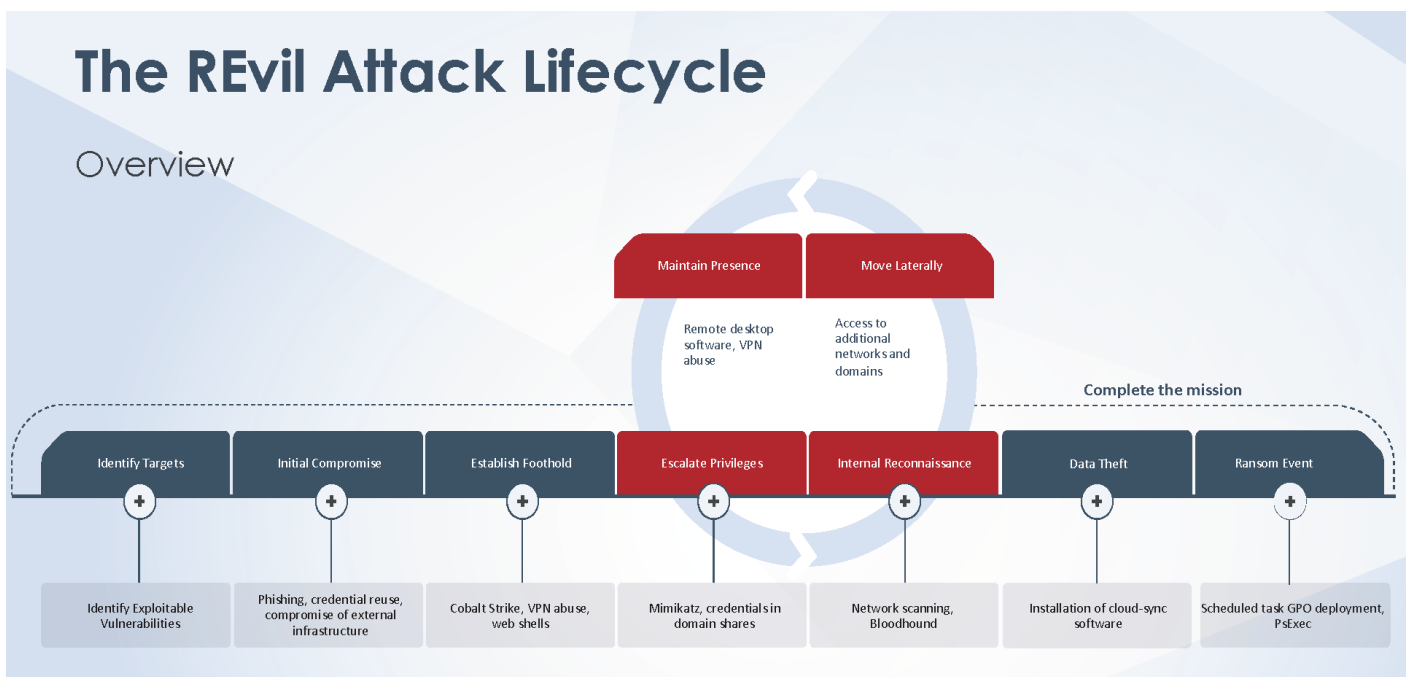 The REvil Attack Lifecycle
Overview
Maintain Presence
Move Laterally
Remote desktop
software, VPN
abuse
Access to
additional
networks and
domains
Complete the mission
Identify Targets
Initial Compromise
Establish Foothold
Escalate Privileges
Internal Reconnaissance
Data Theft
Ransom Event
Identify Exploitable
Vulnerabilities
Phishing, credential reuse,
compromise of external
infrastructure
Cobalt Strike, VPN abuse,
web shells
Mimikatz, credentials in
domain shares
Network scanning,
Bloodhound
Installation of cloud-sync
software
Scheduled task GPO deployment,
PsExec